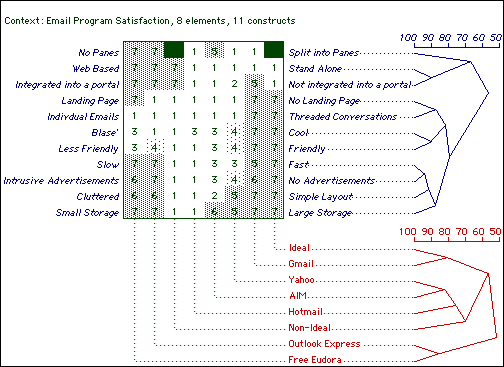 Context: Email Program Satisfaction, 8 elements, 11 constructs
100 90 80 70 60 50
No Panes 7 7 1 5 1 1 Split into Panes
Web Based 7 7 7 1 1 1 1 1 Stand Alone
Integrated into a portal 7 7 7 1 1 2 5 1 Not integrated into a portal
Landing Page 7 1 1 1 1 1 7 7 No Landing Page
Indivdual Emails 1 1 1 1 1 1 7 7 Threaded Conversations
Blase' 3 1 1 3 3 4 7 7 Cool
Less Friendly 3 4 1 1 3 4 7 7 Friendly
Slow 7 7 1 1 3 3 5 7 Fast
Intrusive Advertisements 6 7 1 1 3 4 6 7 No Advertisements
Cluttered 6 6 1 1 2 5 7 7 Simple Layout
Small Storage 7 7 1 1 6 5 7 7 Large Storage
100 90 80 70 60 50
Ideal
Gmail
Yahoo
AIM
Hotmail
Non-Ideal
Outlook Express
Free Eudora